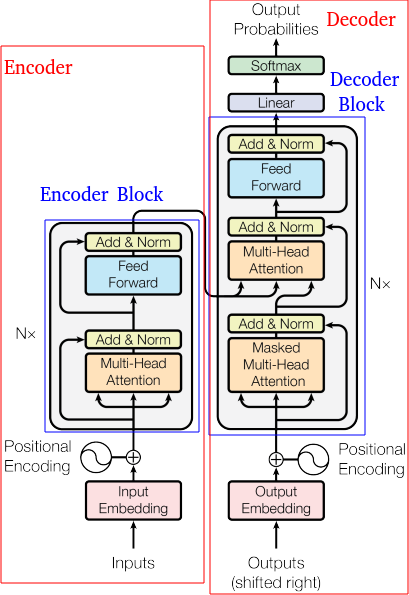 Output
Probabilities
Decoder
Softmax
Linear
Decoder
Block
Add & Norm
Feed
Forward
Add & Norm
Multi-Head
Attention
Add & Norm
Masked
Multi-Head
Attention
N×
Positional
Encoding
Output
Embedding
Outputs
(shifted right)
Encoder
Encoder Block
Add & Norm
Feed
Forward
Add & Norm
Multi-Head
Attention
N×
Positional
Encoding
Input
Embedding
Inputs